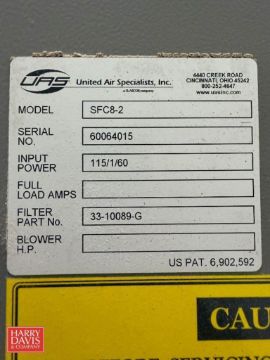 UAS
United Air Specialists, Inc.
4440 CREEK ROAD
CINCINNATI, OHIO 45242
800-252-4647
www.uasinc.com
MODEL SFC8-2
SERIAL NO. 60064015
INPUT POWER 115/1/60
FULL LOAD AMPS
FILTER PART No. 33-10089-G
BLOWER H.P.
US PAT. 6,902,592
CAU
HARRY
DAVIS
& COMPANY